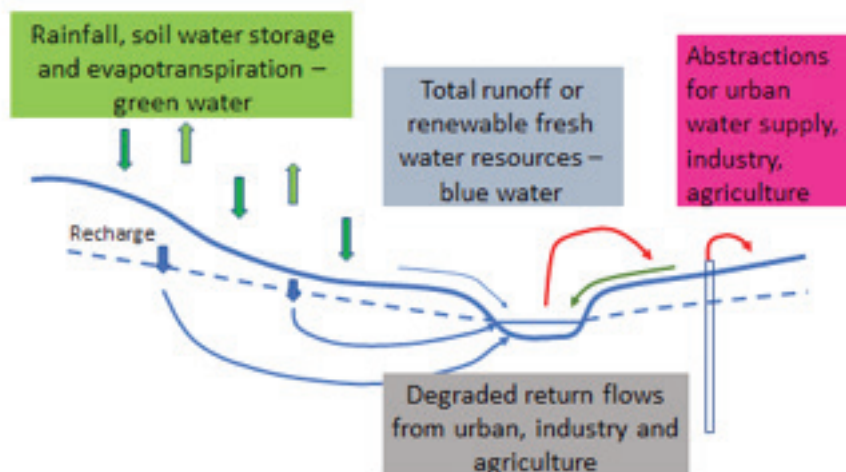 Rainfall, soil water storage
and evapotranspiration –
green water
Total runoff or
renewable fresh
water resources –
blue water
Abstractions
for urban
water supply,
industry,
agriculture
Recharge
Degraded return flows
from urban, industry and
agriculture